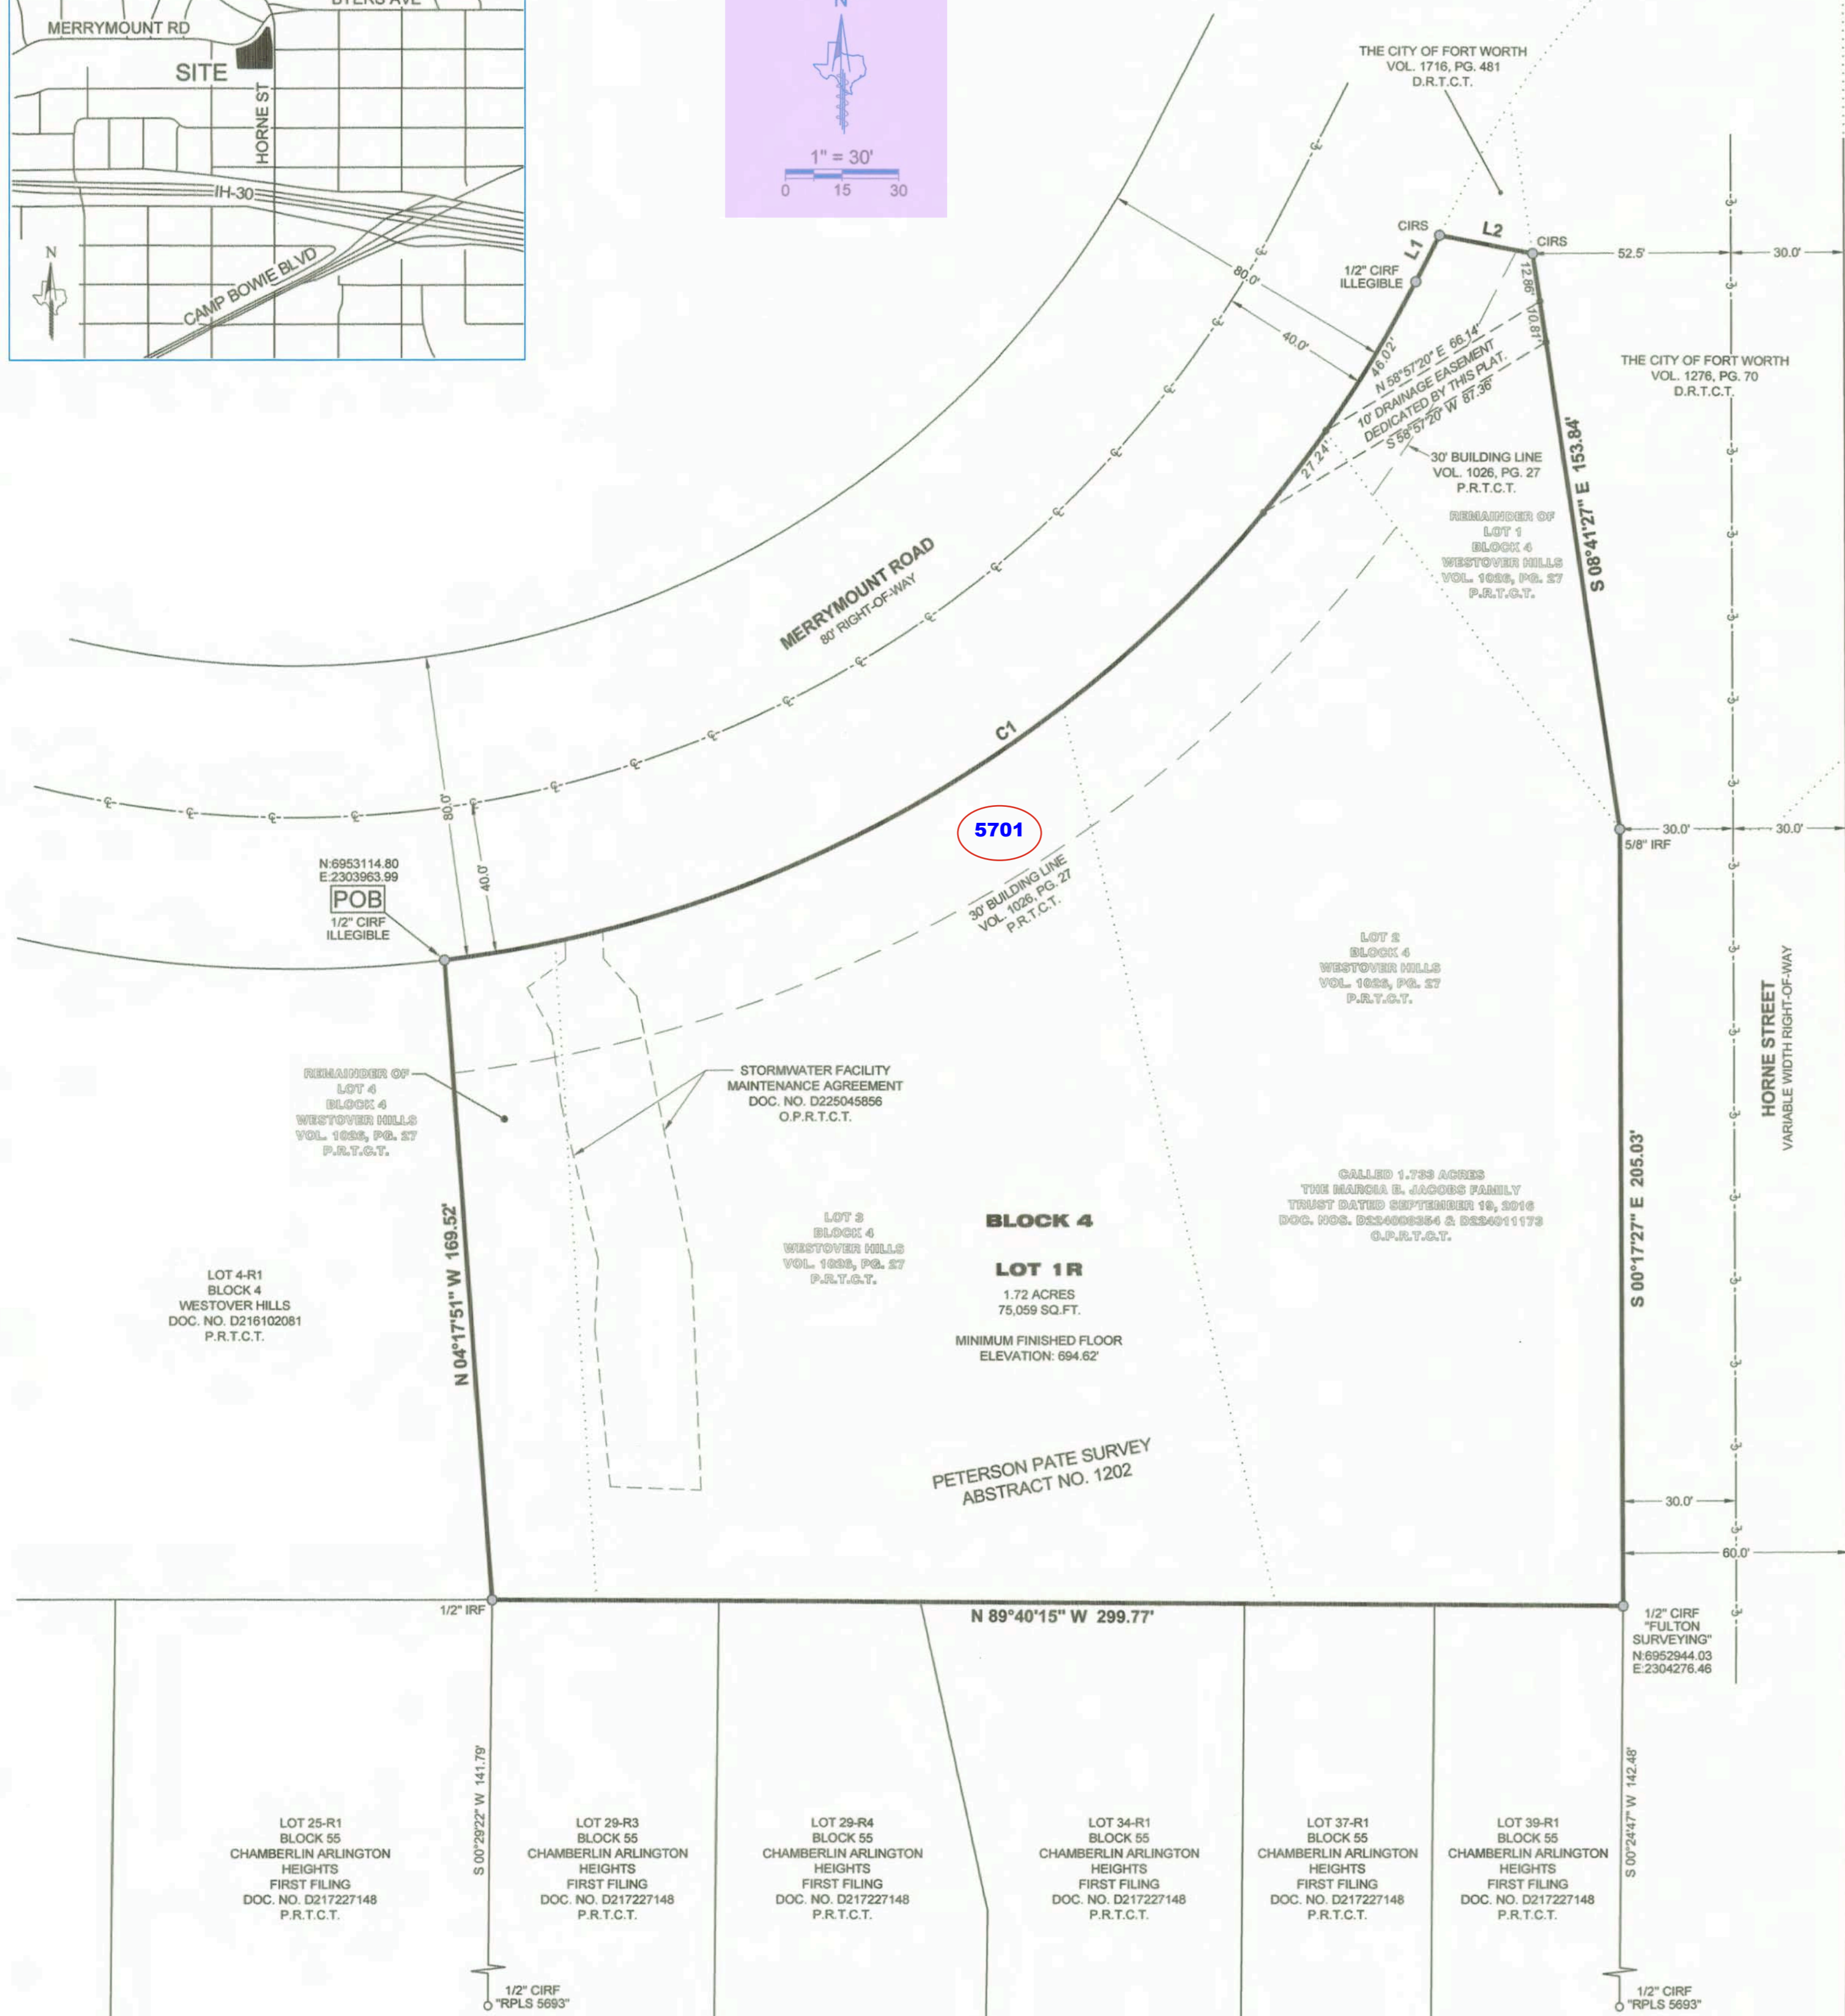 BYERS AVE
MERRYMOUNT RD
SITE
HORNE ST
IH-30
N
CAMP BOWIE BLVD
N
1" = 30'
0 15 30
THE CITY OF FORT WORTH
VOL. 1716, PG. 481
D.R.T.C.T.
CIRS
L2
CIRS
L1
1/2" CIRF
ILLEGIBLE
52.5'
30.0'
80.0'
40.0'
12.86'
10.81'
46.02'
N 58°57'20" E 66.14'
10' DRAINAGE EASEMENT
DEDICATED BY THIS PLAT.
S 58°57'20" W 87.36'
27.24'
THE CITY OF FORT WORTH
VOL. 1276, PG. 70
D.R.T.C.T.
30' BUILDING LINE
VOL. 1026, PG. 27
P.R.T.C.T.
S 08°41'27" E 153.84'
REMAINDER OF
LOT 1
BLOCK 4
WESTOVER HILLS
VOL. 1026, PG. 27
P.R.T.C.T.
MERRYMOUNT ROAD
80' RIGHT-OF-WAY
C1
5701
30.0'
30.0'
5/8" IRF
80.0'
40.0'
N:6953114.80
E:2303963.99
POB
1/2" CIRF
ILLEGIBLE
30' BUILDING LINE
VOL. 1026, PG. 27
P.R.T.C.T.
LOT 2
BLOCK 4
WESTOVER HILLS
VOL. 1026, PG. 27
P.R.T.C.T.
HORNE STREET
VARIABLE WIDTH RIGHT-OF-WAY
REMAINDER OF
LOT 4
BLOCK 4
WESTOVER HILLS
VOL. 1026, PG. 27
P.R.T.C.T.
STORMWATER FACILITY
MAINTENANCE AGREEMENT
DOC. NO. D225045856
O.P.R.T.C.T.
N 04°17'51" W 169.52'
LOT 3
BLOCK 4
WESTOVER HILLS
VOL. 1026, PG. 27
P.R.T.C.T.
BLOCK 4
LOT 1R
1.72 ACRES
75,059 SQ.FT.
MINIMUM FINISHED FLOOR
ELEVATION: 694.62'
CALLED 1.733 ACRES
THE MARCIA B. JACOBS FAMILY
TRUST DATED SEPTEMBER 19, 2016
DOC. NOS. & D224011173
O.P.R.T.C.T.
S 00°17'27" E 205.03'
LOT 4-R1
BLOCK 4
WESTOVER HILLS
DOC. NO. D216102081
P.R.T.C.T.
PETERSON PATE SURVEY
ABSTRACT NO. 1202
30.0'
60.0'
1/2" IRF
N 89°40'15" W 299.77'
1/2" CIRF
"FULTON
SURVEYING"
N:6952944.03
E:2304276.46
S 00°29'22" W 141.79'
S 00°24'47" W 142.48'
LOT 25-R1
BLOCK 55
CHAMBERLIN ARLINGTON
HEIGHTS
FIRST FILING
DOC. NO. D217227148
P.R.T.C.T.
LOT 29-R3
BLOCK 55
CHAMBERLIN ARLINGTON
HEIGHTS
FIRST FILING
DOC. NO. D217227148
P.R.T.C.T.
LOT 29-R4
BLOCK 55
CHAMBERLIN ARLINGTON
HEIGHTS
FIRST FILING
DOC. NO. D217227148
P.R.T.C.T.
LOT 34-R1
BLOCK 55
CHAMBERLIN ARLINGTON
HEIGHTS
FIRST FILING
DOC. NO. D217227148
P.R.T.C.T.
LOT 37-R1
BLOCK 55
CHAMBERLIN ARLINGTON
HEIGHTS
FIRST FILING
DOC. NO. D217227148
P.R.T.C.T.
LOT 39-R1
BLOCK 55
CHAMBERLIN ARLINGTON
HEIGHTS
FIRST FILING
DOC. NO. D217227148
P.R.T.C.T.
1/2" CIRF
"RPLS 5693"
1/2" CIRF
"RPLS 5693"